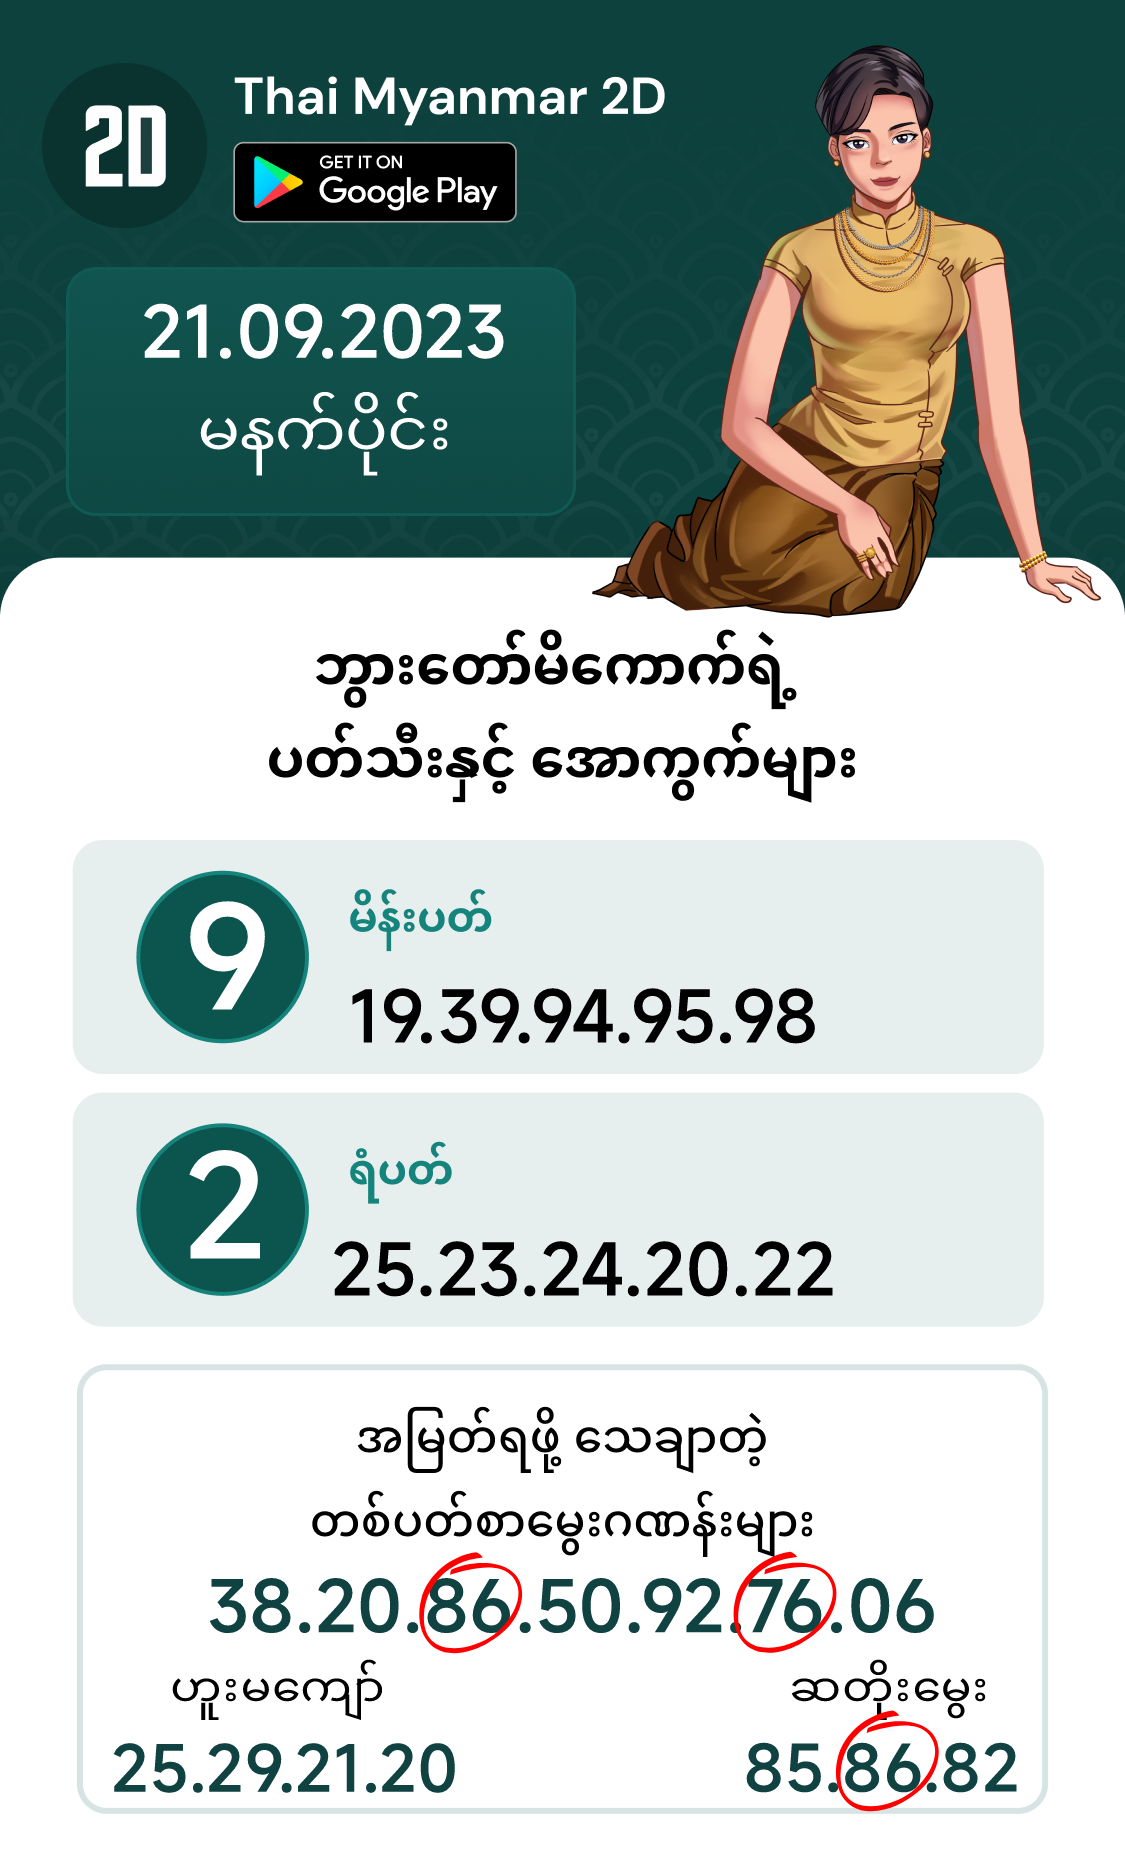 2D
Thai Myanmar 2D
GET IT ON
Google Play
21.09.2023
မနက်ပိုင်း
ဘွားတော်မိကောက်ရဲ့
ပတ်သီးနှင့် အောကွက်များ
9
မိန်းပတ်
19.39.94.95.98
2
ရံပတ်
25.23.24.20.22
အမြတ်ရဖို့ သေချာတဲ့
တစ်ပတ်စာမွေးဂဏန်းများ
38.20.86.50.92.76.06
ဟူးမကျော်
ဆတိုးမွေး
25.29.21.20
85.86.82